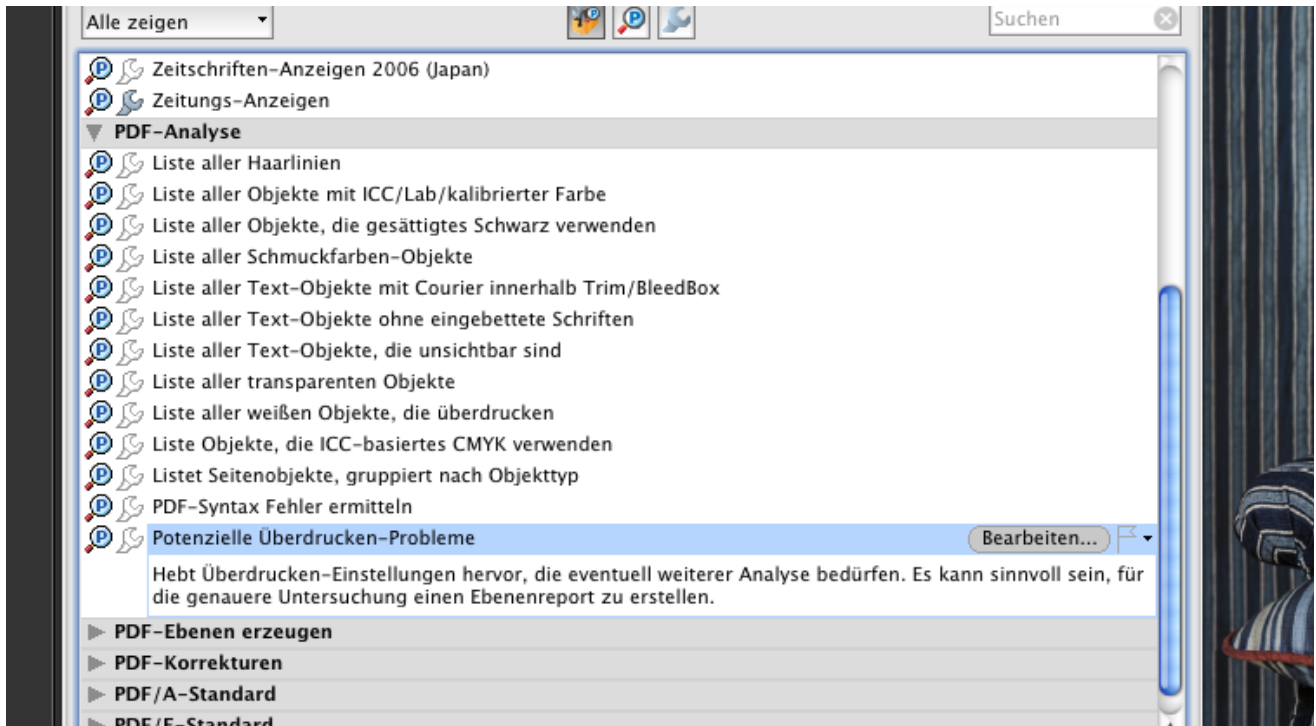 Alle zeigen
Suchen
Zeitschriften-Anzeigen 2006 (Japan)
Zeitungs-Anzeigen
PDF-Analyse
Liste aller Haarlinien
Liste aller Objekte mit ICC/Lab/kalibrierter Farbe
Liste aller Objekte, die gesättigtes Schwarz verwenden
Liste aller Schmuckfarben-Objekte
Liste aller Text-Objekte mit Courier innerhalb Trim/BleedBox
Liste aller Text-Objekte ohne eingebettete Schriften
Liste aller Text-Objekte, die unsichtbar sind
Liste aller transparenten Objekte
Liste aller weißen Objekte, die überdrucken
Liste Objekte, die ICC-basiertes CMYK verwenden
Listet Seitenobjekte, gruppiert nach Objekttyp
PDF-Syntax Fehler ermitteln
Potenzielle Überdrucken-Probleme Bearbeiten...
Hebt Überdrucken-Einstellungen hervor, die eventuell weiterer Analyse bedürfen. Es kann sinnvoll sein, für
die genauere Untersuchung einen Ebenenreport zu erstellen.
PDF-Ebenen erzeugen
PDF-Korrekturen
PDF/A-Standard
PDF/E-Standard